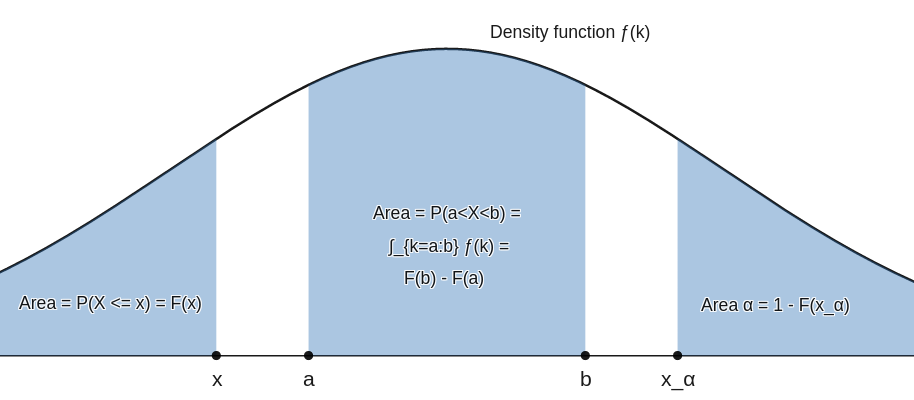 Density function ƒ(k)
Area = P(a<X<b) =
∫_{k=a:b} ƒ(k) =
F(b) - F(a)
Area = P(X <= x) = F(x)
Area α = 1 - F(x_α)
x a b x_α